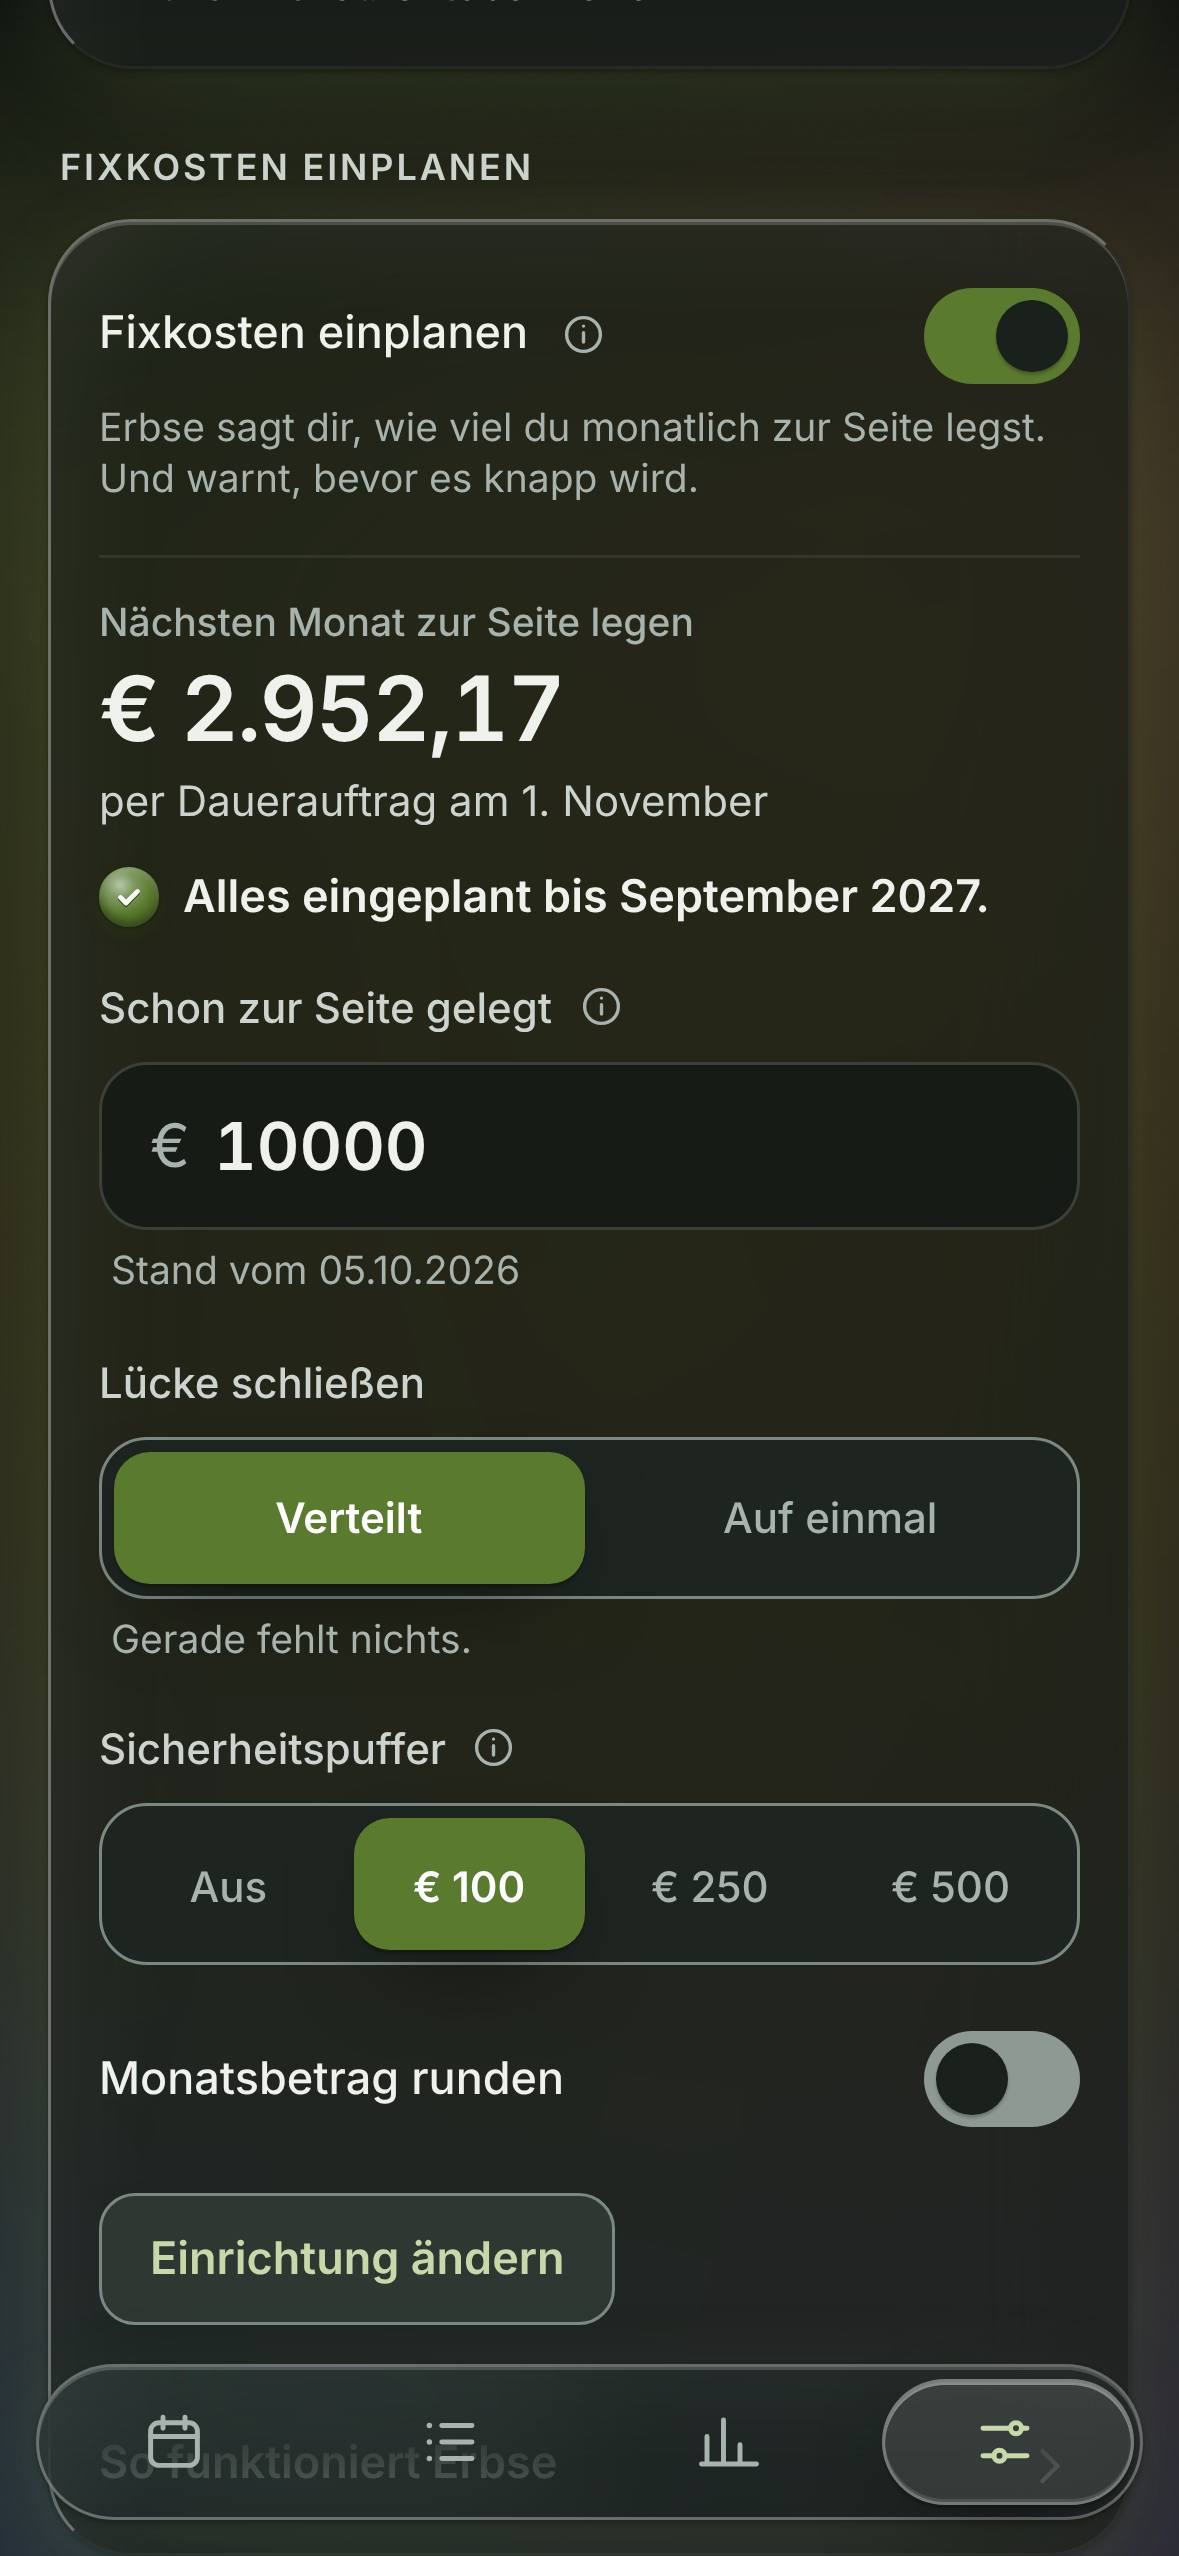 FIXKOSTEN EINPLANEN
Fixkosten einplanen
Erbse sagt dir, wie viel du monatlich zur Seite legst.
Und warnt, bevor es knapp wird.
Nächsten Monat zur Seite legen
€ 2.952,17
per Dauerauftrag am 1. November
Alles eingeplant bis September 2027.
Schon zur Seite gelegt
€ 10000
Stand vom 05.10.2026
Lücke schließen
Verteilt Auf einmal
Gerade fehlt nichts.
Sicherheitspuffer
Aus € 100 € 250 € 500
Monatsbetrag runden
Einrichtung ändern
So funktioniert Erbse